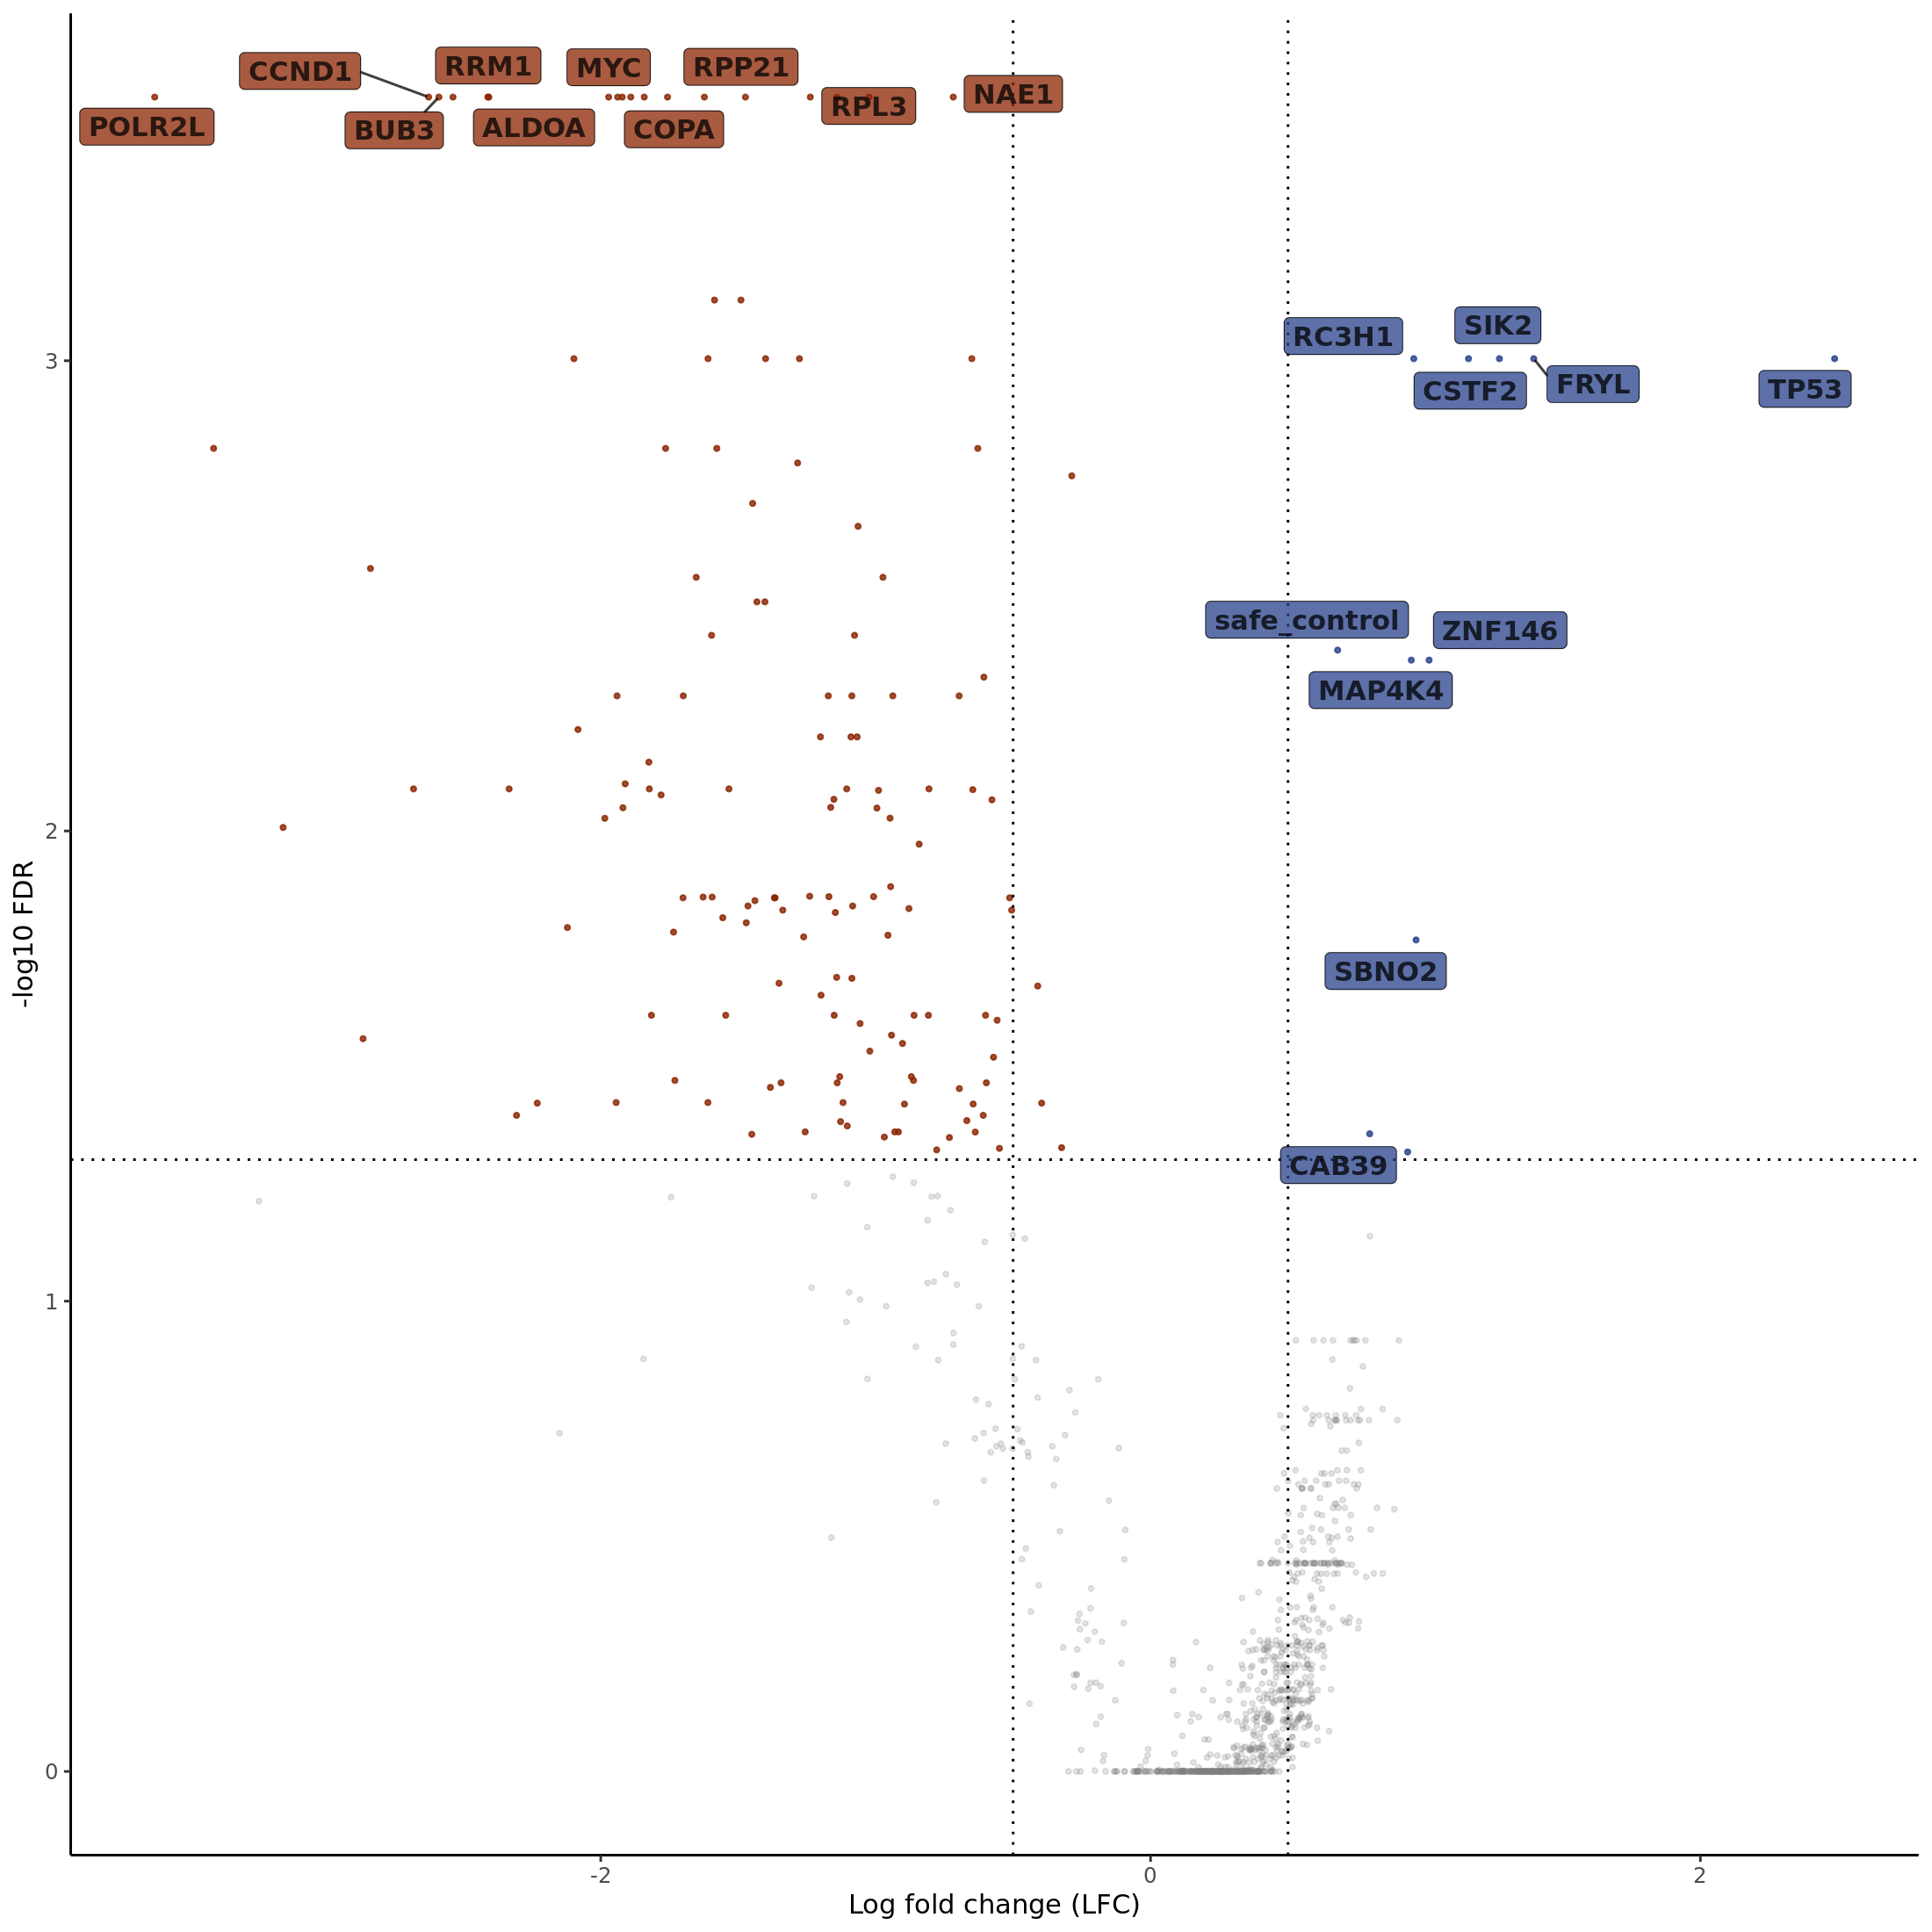 RRM1
MYC
RPP21
CCND1
NAE1
RPL3
POLR2L
BUB3
ALDOA
COPA
SIK2
RC3H1
3
FRYL
CSTF2
TP53
safe_control
ZNF146
MAP4K4
2
-log10 FDR
SBNO2
CAB39
1
0
-2
0
2
Log fold change (LFC)